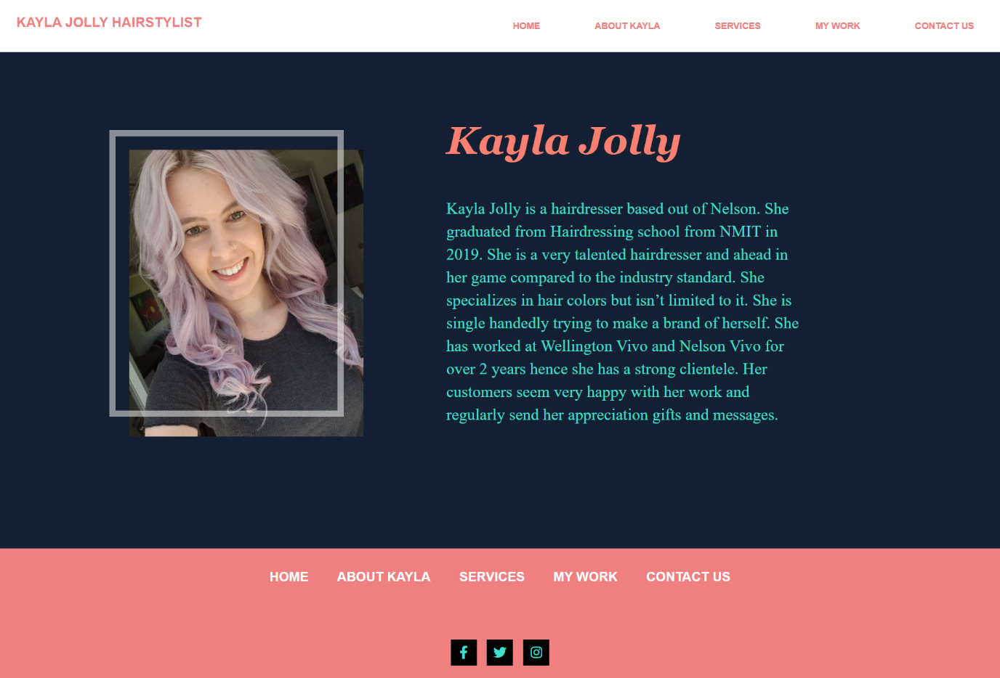 KAYLA JOLLY HAIRSTYLIST
HOME ABOUT KAYLA SERVICES MY WORK CONTACT US
Kayla Jolly
Kayla Jolly is a hairdresser based out of Nelson. She
graduated from Hairdressing school from NMIT in
2019. She is a very talented hairdresser and ahead in
her game compared to the industry standard. She
specializes in hair colors but isn’t limited to it. She is
single handedly trying to make a brand of herself. She
has worked at Wellington Vivo and Nelson Vivo for
over 2 years hence she has a strong clientele. Her
customers seem very happy with her work and
regularly send her appreciation gifts and messages.
HOME ABOUT KAYLA SERVICES MY WORK CONTACT US